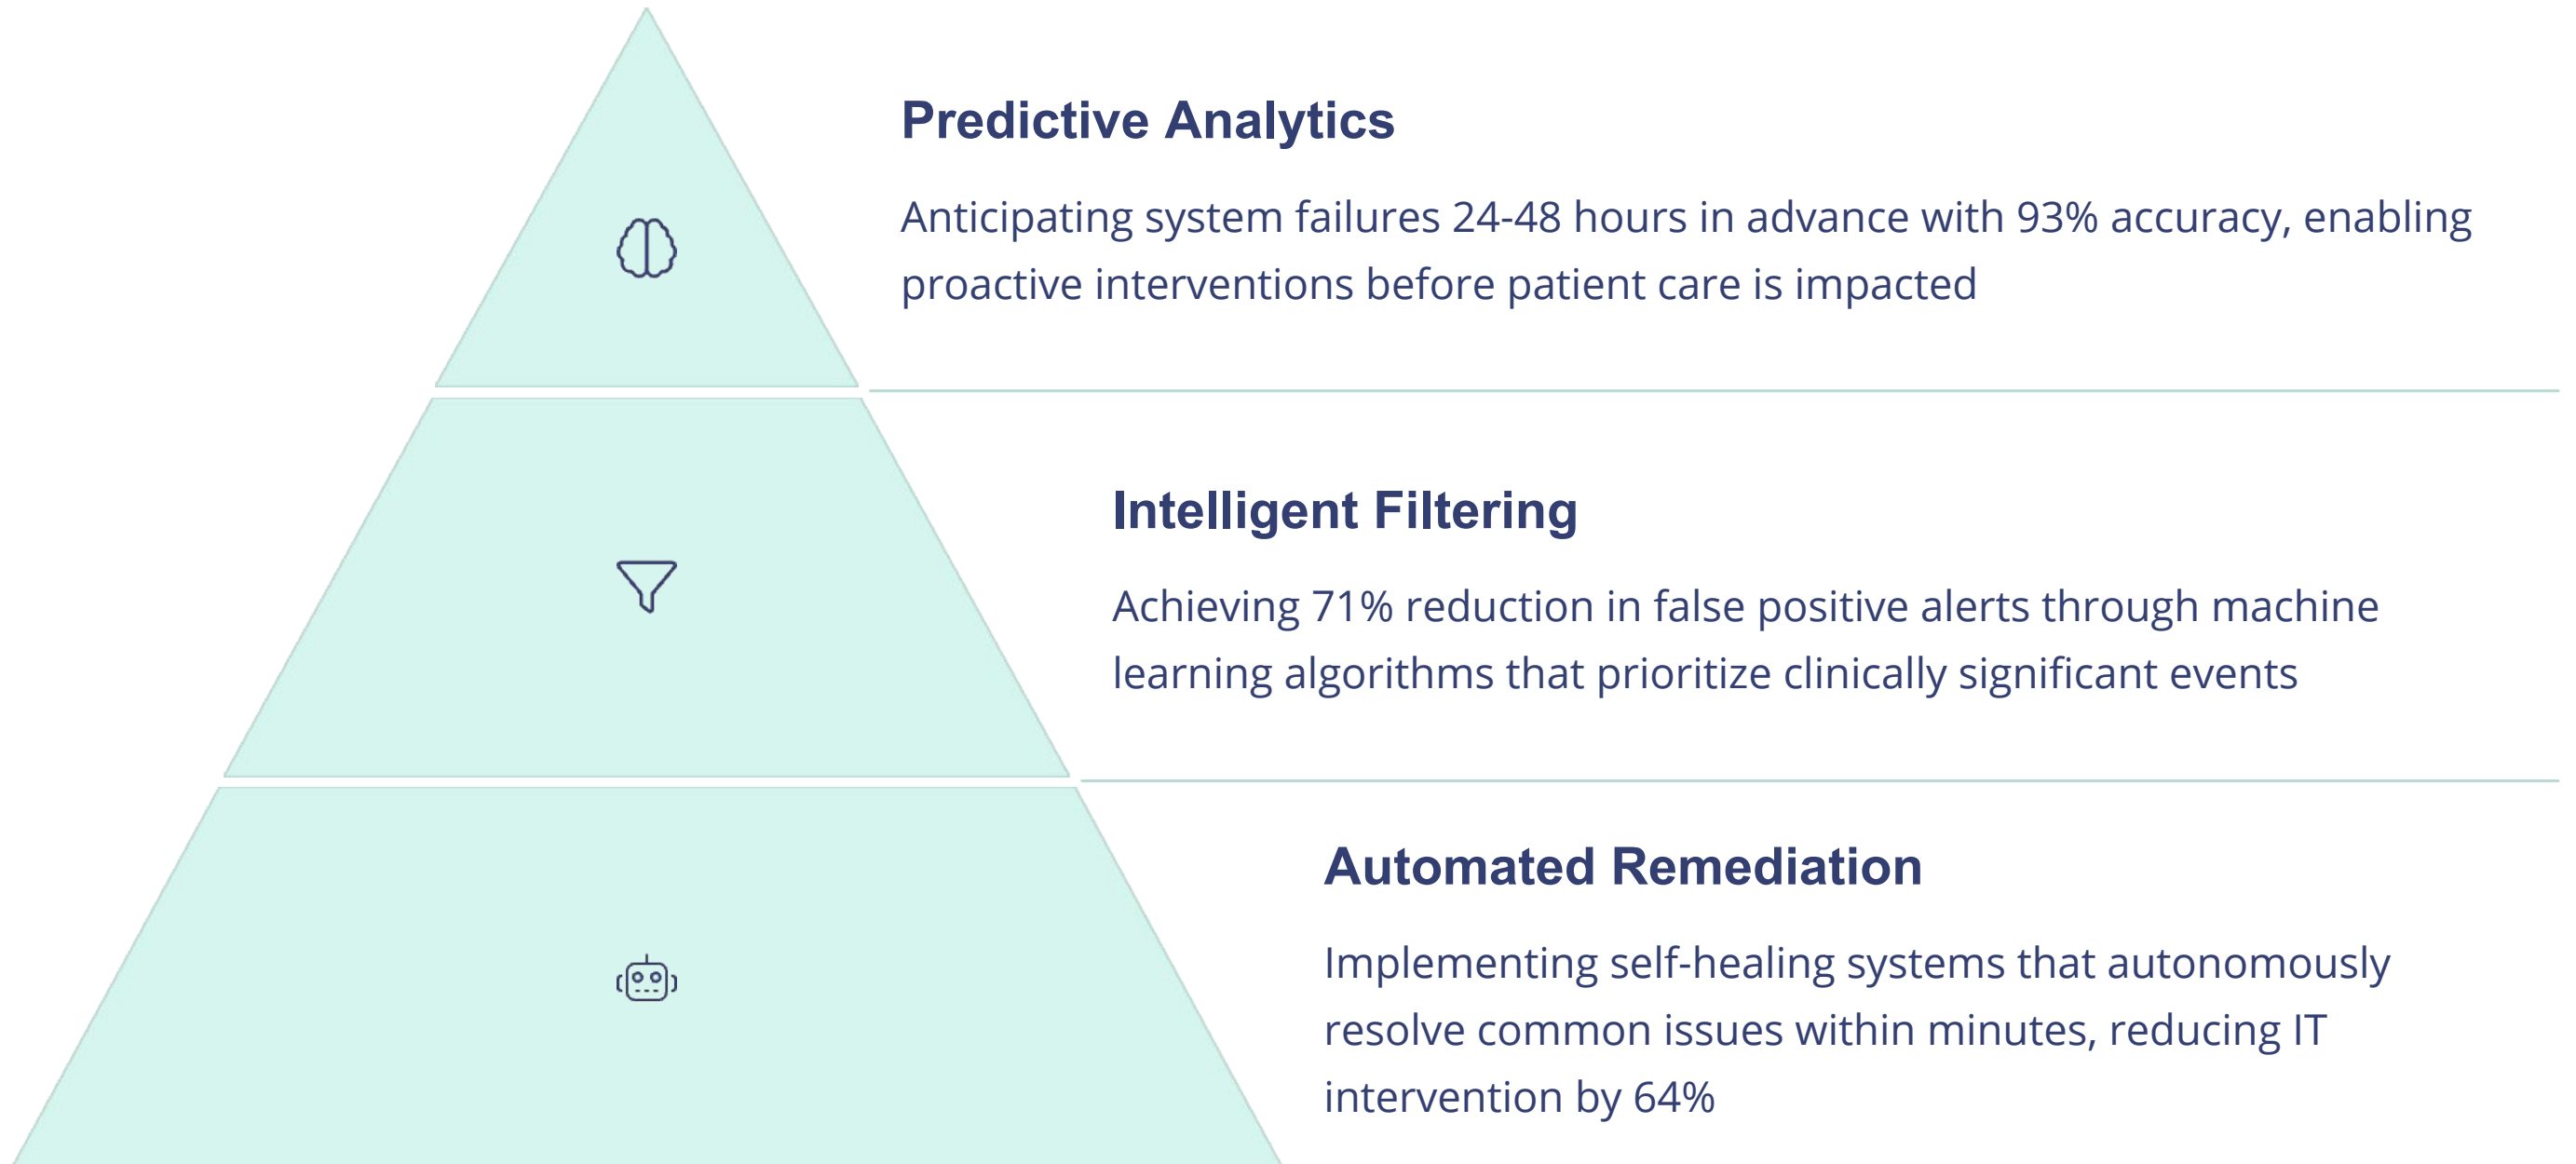 Predictive Analytics
Anticipating system failures 24-48 hours in advance with 93% accuracy, enabling
proactive interventions before patient care is impacted
Intelligent Filtering
Achieving 71% reduction in false positive alerts through machine
learning algorithms that prioritize clinically significant events
Automated Remediation
Implementing self-healing systems that autonomously
resolve common issues within minutes, reducing IT
intervention by 64%